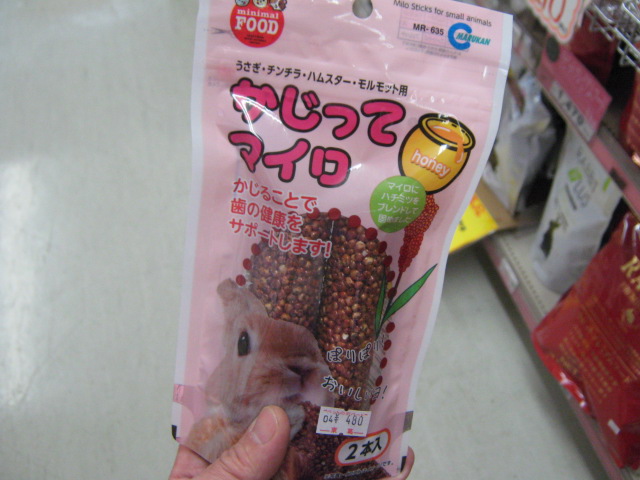 minimal
FOOD
Milo Sticks for small animals
MR-635
MARUKAN
うさぎ・チンチラ・ハムスター・モルモット用
かじって
マイロ
honey
マイロに
ハチミツを
ブレンドして
かじることで
歯の健康を
サポートします!
ぽりぽり
おいしいよ!
480
2本入